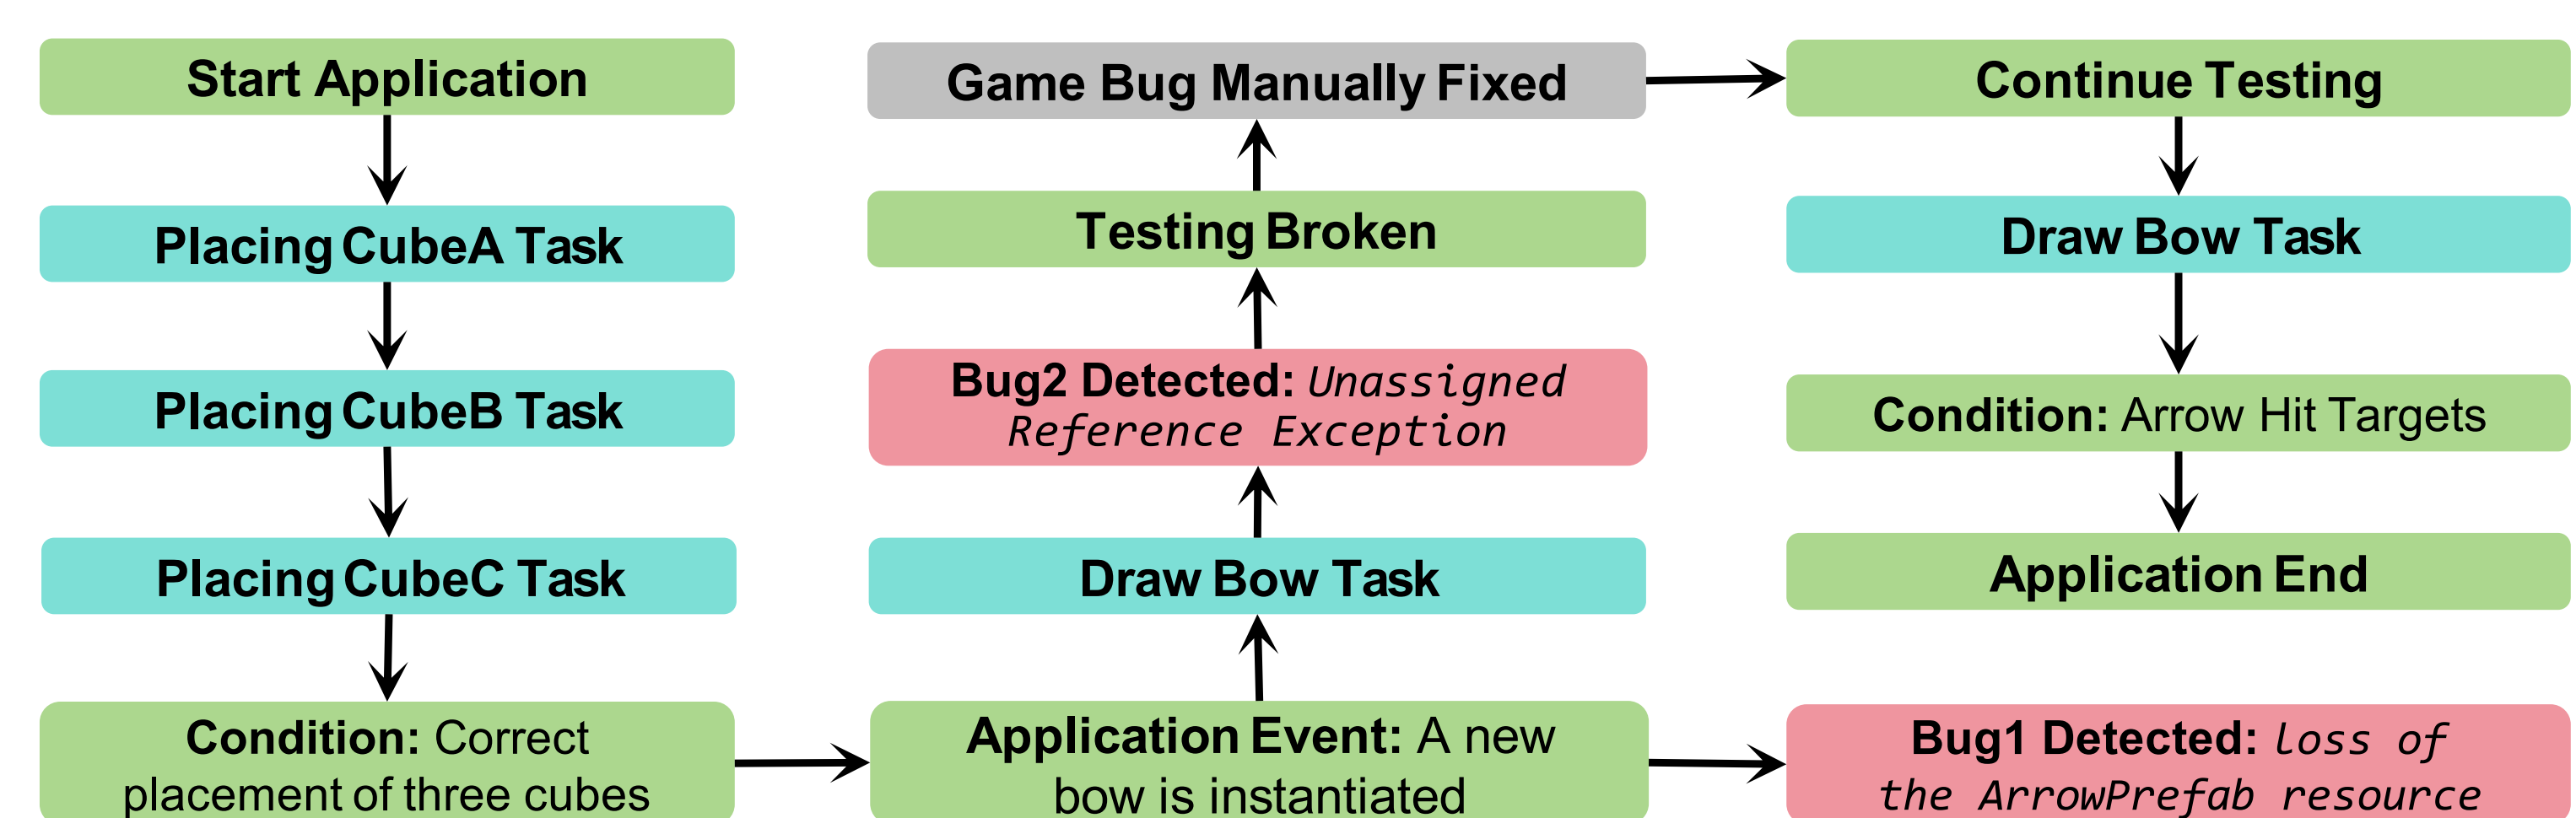 Start Application
Placing CubeA Task
Placing CubeB Task
Placing CubeC Task
Condition: Correct
placement of three cubes
Game Bug Manually Fixed
Testing Broken
Bug2 Detected: Unassigned
Reference Exception
Draw Bow Task
Application Event: A new
bow is instantiated
Continue Testing
Draw Bow Task
Condition: Arrow Hit Targets
Application End
Bug1 Detected: loss of
the ArrowPrefab resource